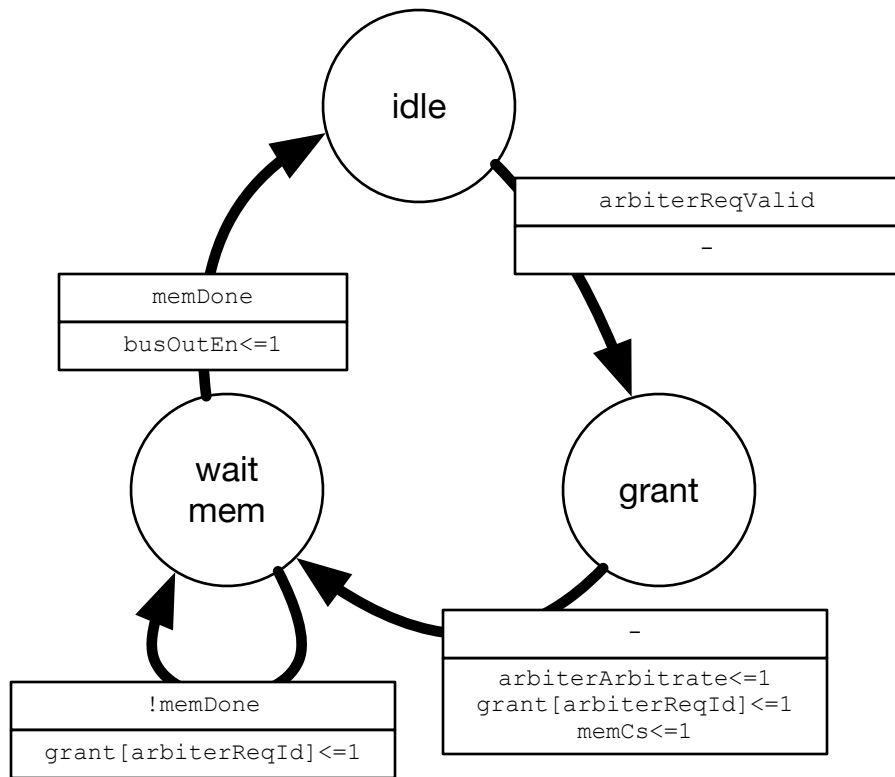 idle
arbiterReqValid
-
memDone
busOutEn<=1
wait
mem
grant
-
arbiterArbitrate<=1
grant[arbiterReqId]<=1
memCs<=1
!memDone
grant[arbiterReqId]<=1